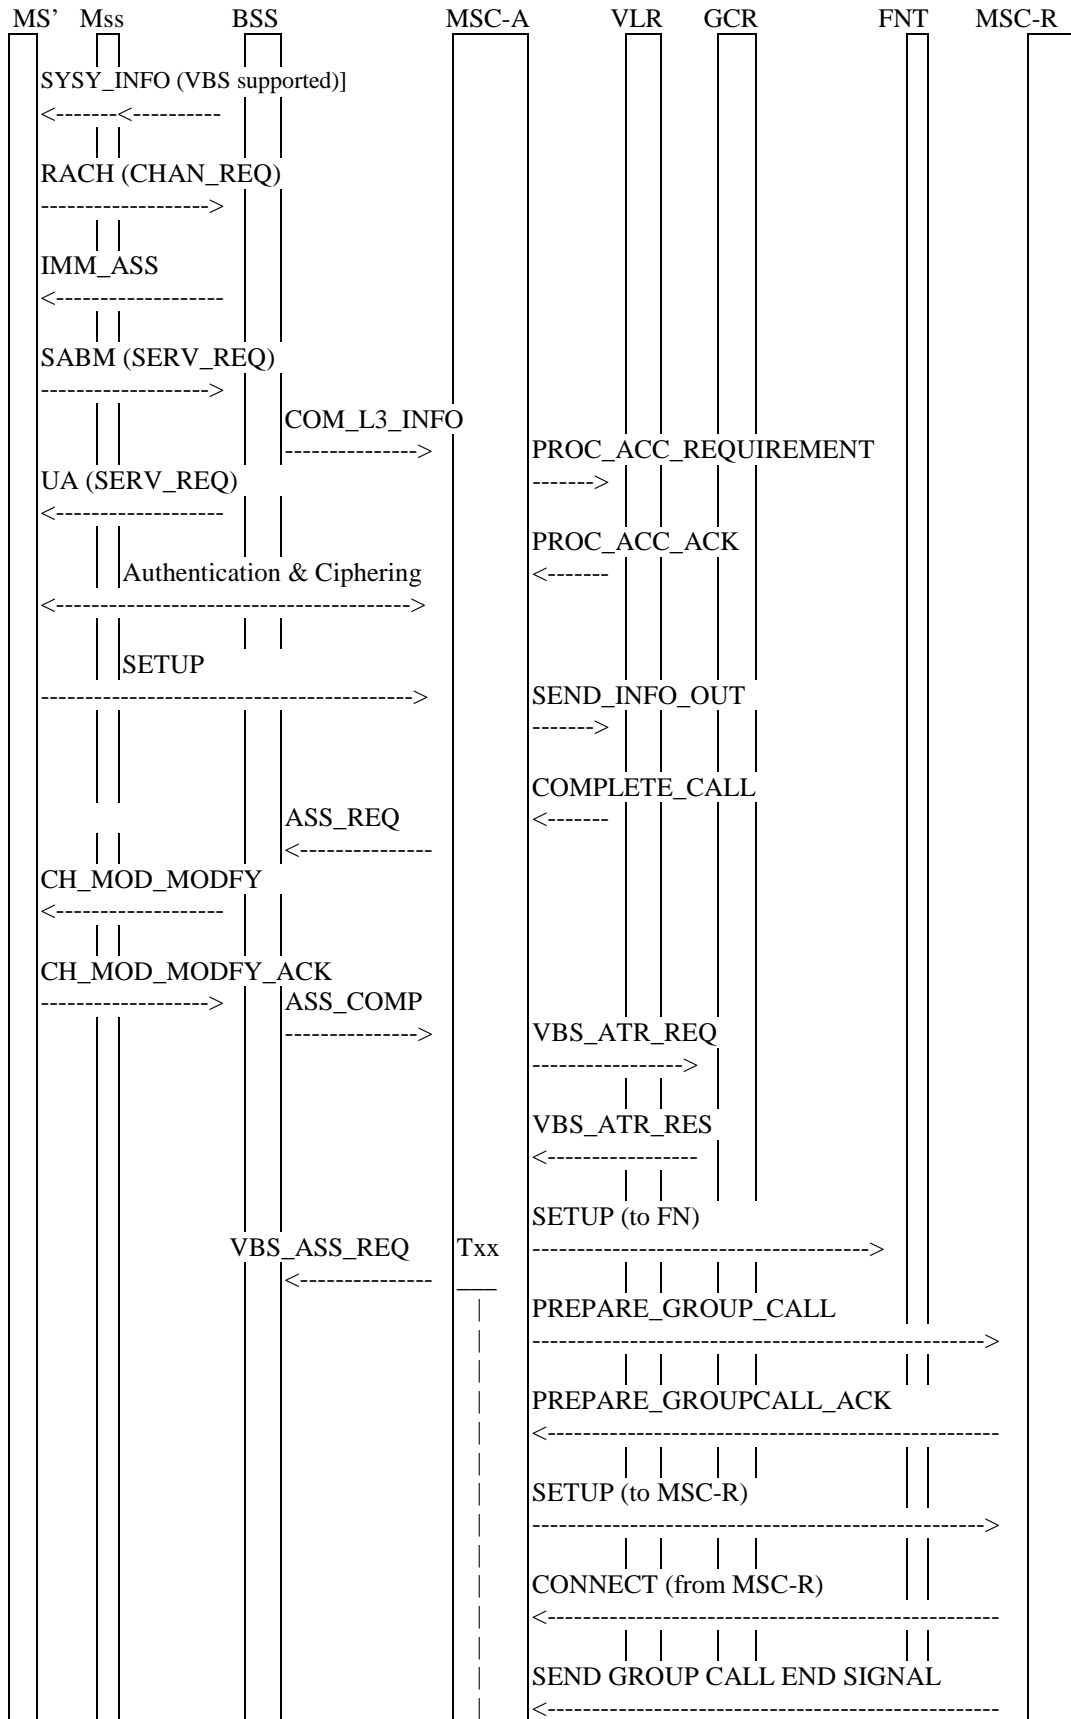 MS’ Mss BSS MSC-A VLR GCR FNT MSC-R
SYSY_INFO (VBS supported)]
<-------<----------
RACH (CHAN_REQ)
------------------->
IMM_ASS
<-------------------
SABM (SERV_REQ)
------------------->
COM_L3_INFO
---------------> PROC_ACC_REQUIREMENT
UA (SERV_REQ) ------->
<-------------------
PROC_ACC_ACK
Authentication & Ciphering <-------
<--------------------------------------->
SETUP
-----------------------------------------> SEND_INFO_OUT
------->
COMPLETE_CALL
ASS_REQ <-------
<---------------
CH_MOD_MODFY
<-------------------
CH_MOD_MODFY_ACK
-------------------> ASS_COMP
---------------> VBS_ATR_REQ
----------------->
VBS_ATR_RES
<-----------------
SETUP (to FN)
VBS_ASS_REQ Txx -------------------------------------->
<--------------- ___
PREPARE_GROUP_CALL
--------------------------------------------------->
PREPARE_GROUPCALL_ACK
<---------------------------------------------------
SETUP (to MSC-R)
--------------------------------------------------->
CONNECT (from MSC-R)
<---------------------------------------------------
SEND GROUP CALL END SIGNAL
<---------------------------------------------------